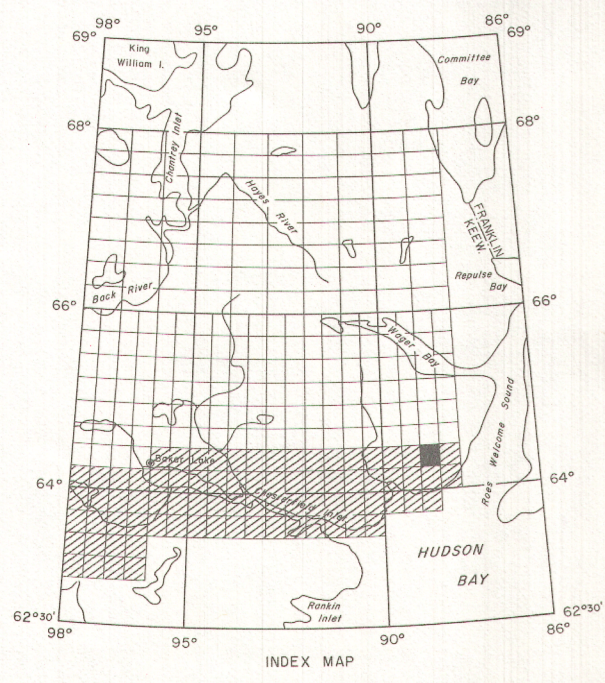 98°
95°
90°
86°
69°
69°
King
William I.
Committee
Bay
68°
68°
Chantrey Inlet
Hayes
River
FRANKLIN
KEEW.
Repulse
Bay
Back River
66°
66°
Wager Bay
Roes Welcome Sound
Baker Lake
64°
64°
Chesterfield Inlet
HUDSON
BAY
Rankin
Inlet
62°30'
62°30'
98°
95°
90°
86°
INDEX MAP